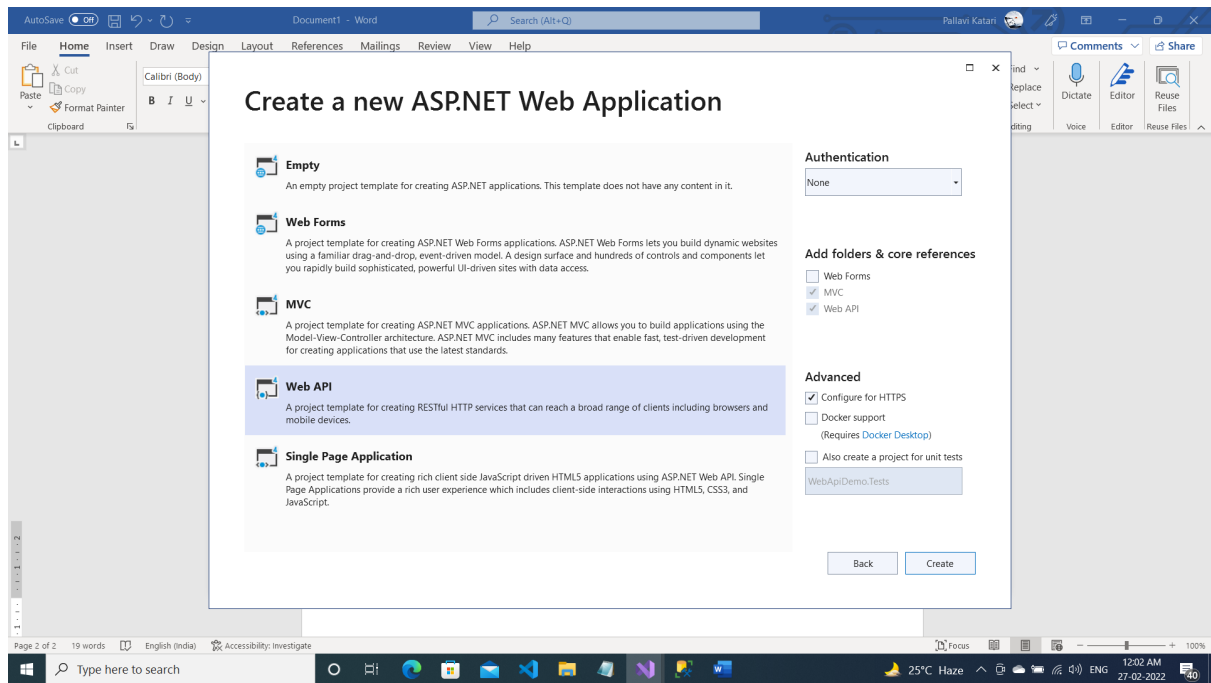 AutoSave Off Document1 - Word Search (Alt+Q) Pallavi Katari
File Home Insert Draw Design Layout References Mailings Review View Help Comments Share
Paste
Cut
Copy
Format Painter
Clipboard
Calibri (Body)
B I U
Replace
Select
Dictate
Voice
Editor
Editor
Reuse
Files
Reuse Files
Create a new ASP.NET Web Application
Empty
An empty project template for creating ASP.NET applications. This template does not have any content in it.
Web Forms
A project template for creating ASP.NET Web Forms applications. ASP.NET Web Forms lets you build dynamic websites
using a familiar drag-and-drop, event-driven model. A design surface and hundreds of controls and components let
you rapidly build sophisticated, powerful UI-driven sites with data access.
MVC
A project template for creating ASP.NET MVC applications. ASP.NET MVC allows you to build applications using the
Model-View-Controller architecture. ASP.NET MVC includes many features that enable fast, test-driven development
for creating applications that use the latest standards.
Web API
A project template for creating RESTful HTTP services that can reach a broad range of clients including browsers and
mobile devices.
Single Page Application
A project template for creating rich client side JavaScript driven HTML5 applications using ASP.NET Web API. Single
Page Applications provide a rich user experience which includes client-side interactions using HTML5, CSS3, and
JavaScript.
Authentication
None
Add folders & core references
Web Forms
MVC
Web API
Advanced
Configure for HTTPS
Docker support
(Requires Docker Desktop)
Also create a project for unit tests
WebApiDemo.Tests
Back Create
Page 2 of 2 19 words English (India) Accessibility: Investigate Focus 100%
Type here to search 25°C Haze ENG 12:02 AM
27-02-2022 40